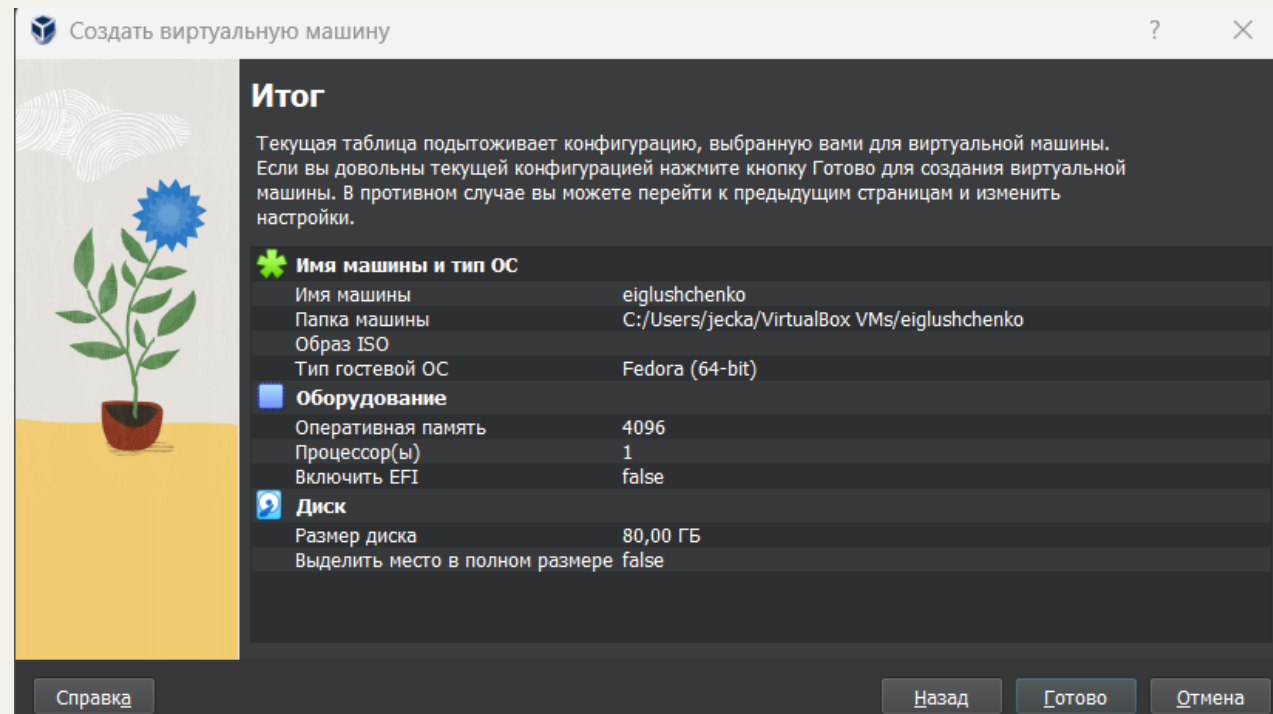 Создать виртуальную машину
?
Итог
Текущая таблица подытоживает конфигурацию, выбранную вами для виртуальной машины.
Если вы довольны текущей конфигурацией нажмите кнопку Готово для создания виртуальной
машины. В противном случае вы можете перейти к предыдущим страницам и изменить
настройки.
Имя машины и тип ОС
Имя машины eiglushchenko
Папка машины C:/Users/jecka/VirtualBox VMs/eiglushchenko
Образ ISO
Тип гостевой ОС Fedora (64-bit)
Оборудование
Оперативная память 4096
Процессор(ы) 1
Включить EFI false
Диск
Размер диска 80,00 ГБ
Выделить место в полном размере false
Справка Назад Готово Отмена